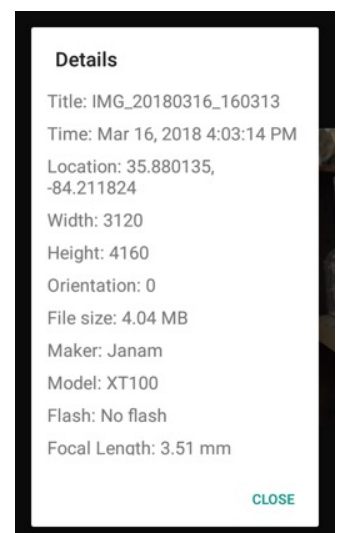 Details
Title: IMG_20180316_160313
Time: Mar 16, 2018 4:03:14 PM
Location: 35.880135,
-84.211824
Width: 3120
Height: 4160
Orientation: 0
File size: 4.04 MB
Maker: Janam
Model: XT100
Flash: No flash
Focal Length: 3.51 mm
CLOSE